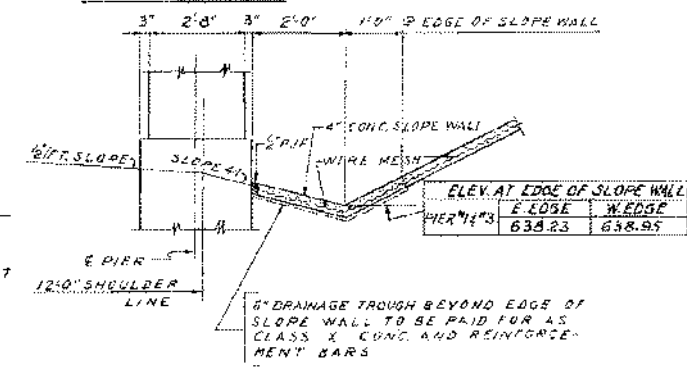 3" 2'-8" 3" 2'-0" 1'-0" @ EDGE OF SLOPE WALL
1/2" P.J.F.
4" CONC. SLOPE WALL
WIRE MESH
1/2"/FT. SLOPE
SLOPE 4:1
ELEV. AT EDGE OF SLOPE WALL
E. EDGE W. EDGE
PIER #1 & #3 638.23 638.95
℄ PIER
12'-0" SHOULDER
LINE
6" DRAINAGE TROUGH BEYOND EDGE OF
SLOPE WALL TO BE PAID FOR AS
CLASS X CONC. AND REINFORCE-
MENT BARS